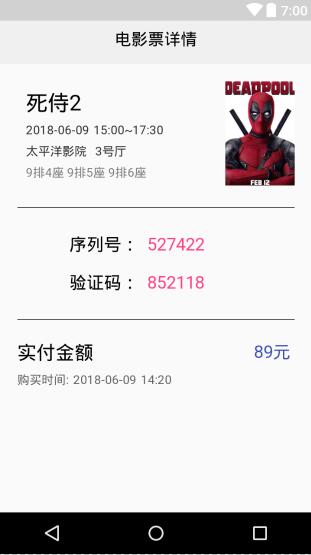 7:00
电影票详情
死侍2
2018-06-09 15:00~17:30
太平洋影院 3号厅
9排4座 9排5座 9排6座
DEADPOOL
FEB 12
序列号： 527422
验证码： 852118
实付金额 89元
购买时间: 2018-06-09 14:20